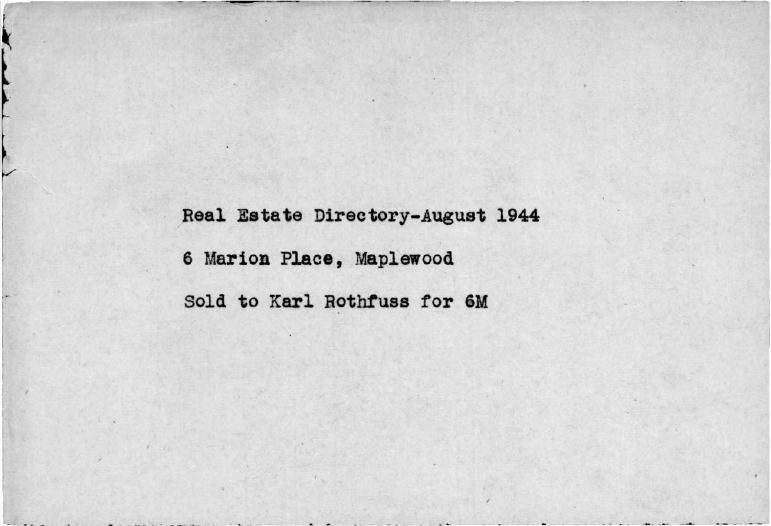 Real Estate Directory-August 1944
6 Marion Place, Maplewood
Sold to Karl Rothfuss for 6M